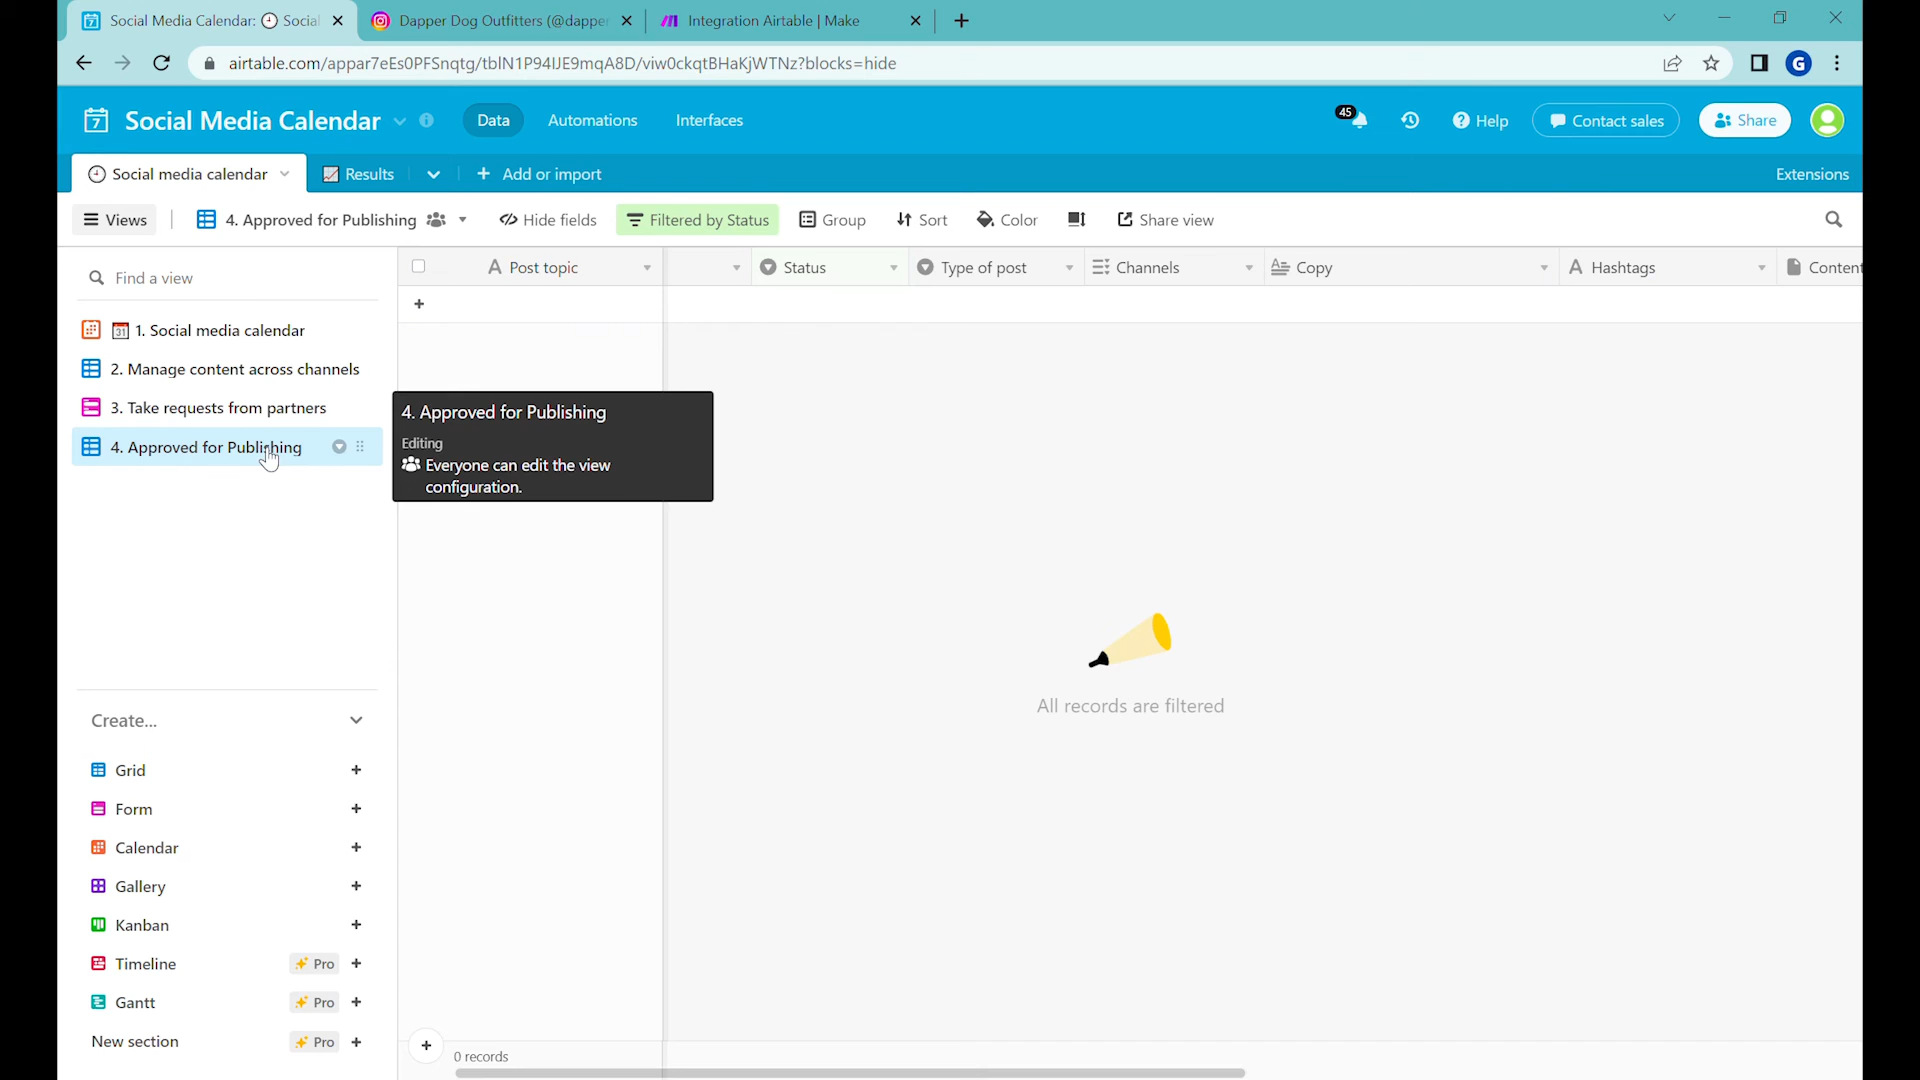 Social Media Calendar: Social
Dapper Dog Outfitters (@dapper
Integration Airtable | Make
airtable.com/appar7eEs0PFSnqtg/tblN1P94IJE9mqA8D/viw0ckqtBHaKjWTNz?blocks=hide
G
7
Social Media Calendar
Data
Automations
Interfaces
45
Help
Contact sales
Share
Social media calendar
Results
Add or import
Extensions
Views
4. Approved for Publishing
Hide fields
Filtered by Status
Group
Sort
Color
Share view
Find a view
Post topic
Status
Type of post
Channels
Copy
Hashtags
Content
31 1. Social media calendar
2. Manage content across channels
3. Take requests from partners
4. Approved for Publishing
4. Approved for Publishing
Editing
Everyone can edit the view
configuration.
All records are filtered
Create...
Grid
Form
Calendar
Gallery
Kanban
Timeline
Pro
Gantt
Pro
New section
Pro
0 records